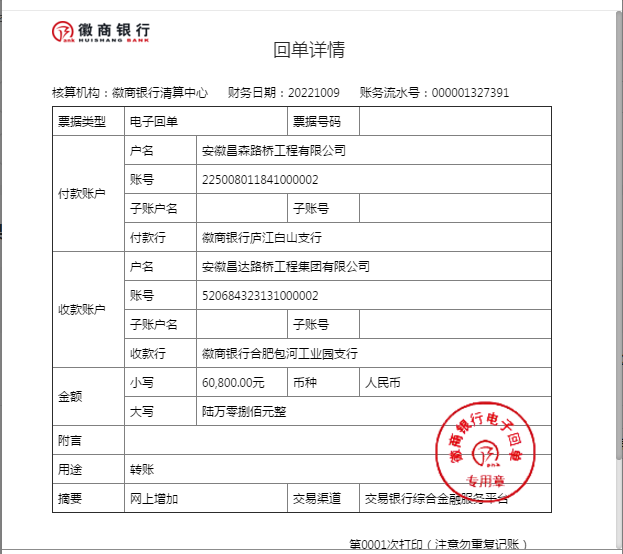 徽商银行
HUISHANG BANK
回单详情
核算机构：徽商银行清算中心 财务日期：20221009 账务流水号：000001327391
票据类型 电子回单 票据号码
付款账户
户名 安徽昌森路桥工程有限公司
账号 225008011841000002
子账户名 子账号
付款行 徽商银行庐江白山支行
收款账户
户名 安徽昌达路桥工程集团有限公司
账号 520684323131000002
子账户名 子账号
收款行 徽商银行合肥包河工业园支行
金额
小写 60,800.00元 币种 人民币
大写 陆万零捌佰元整
附言
用途 转账
摘要 网上增加 交易渠道 交易银行综合金融服务平台
徽商银行电子回单
专用章
第0001次打印（注意勿重复记账）